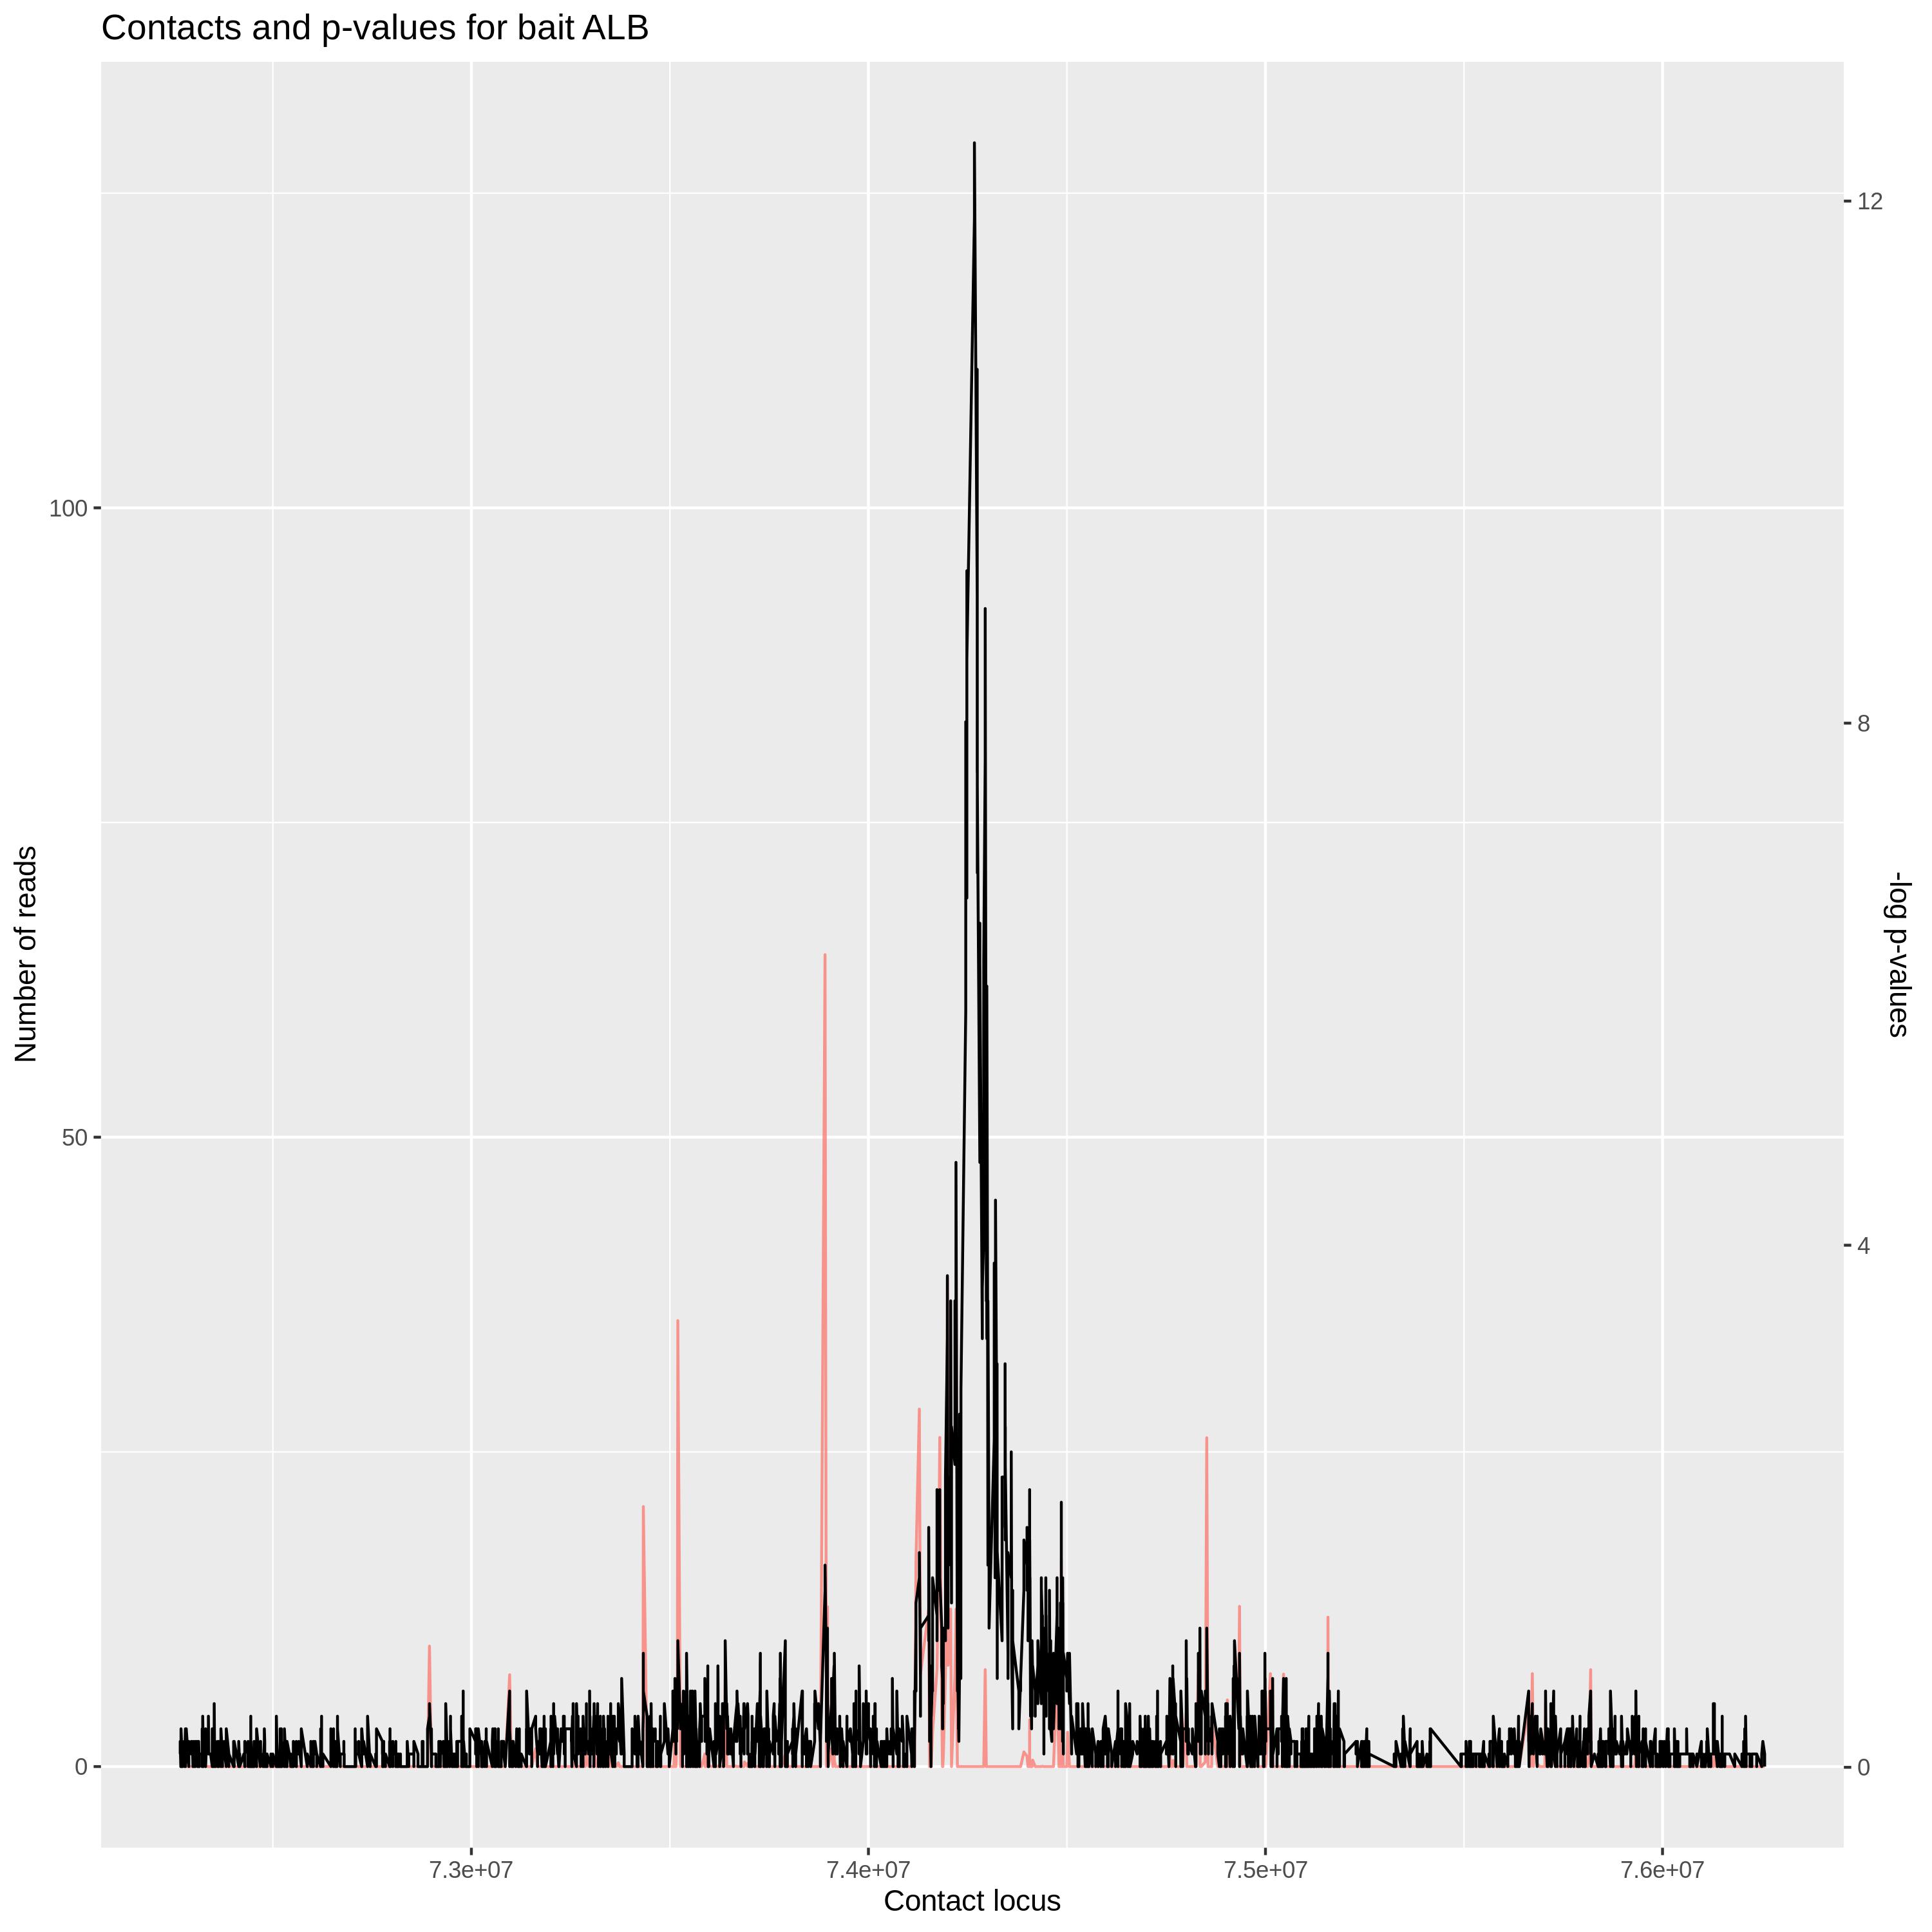 Contacts and p-values for bait ALB
Number of reads
100
50
0
12
8
4
0
-log p-values
7.3e+07 7.4e+07 7.5e+07 7.6e+07
Contact locus